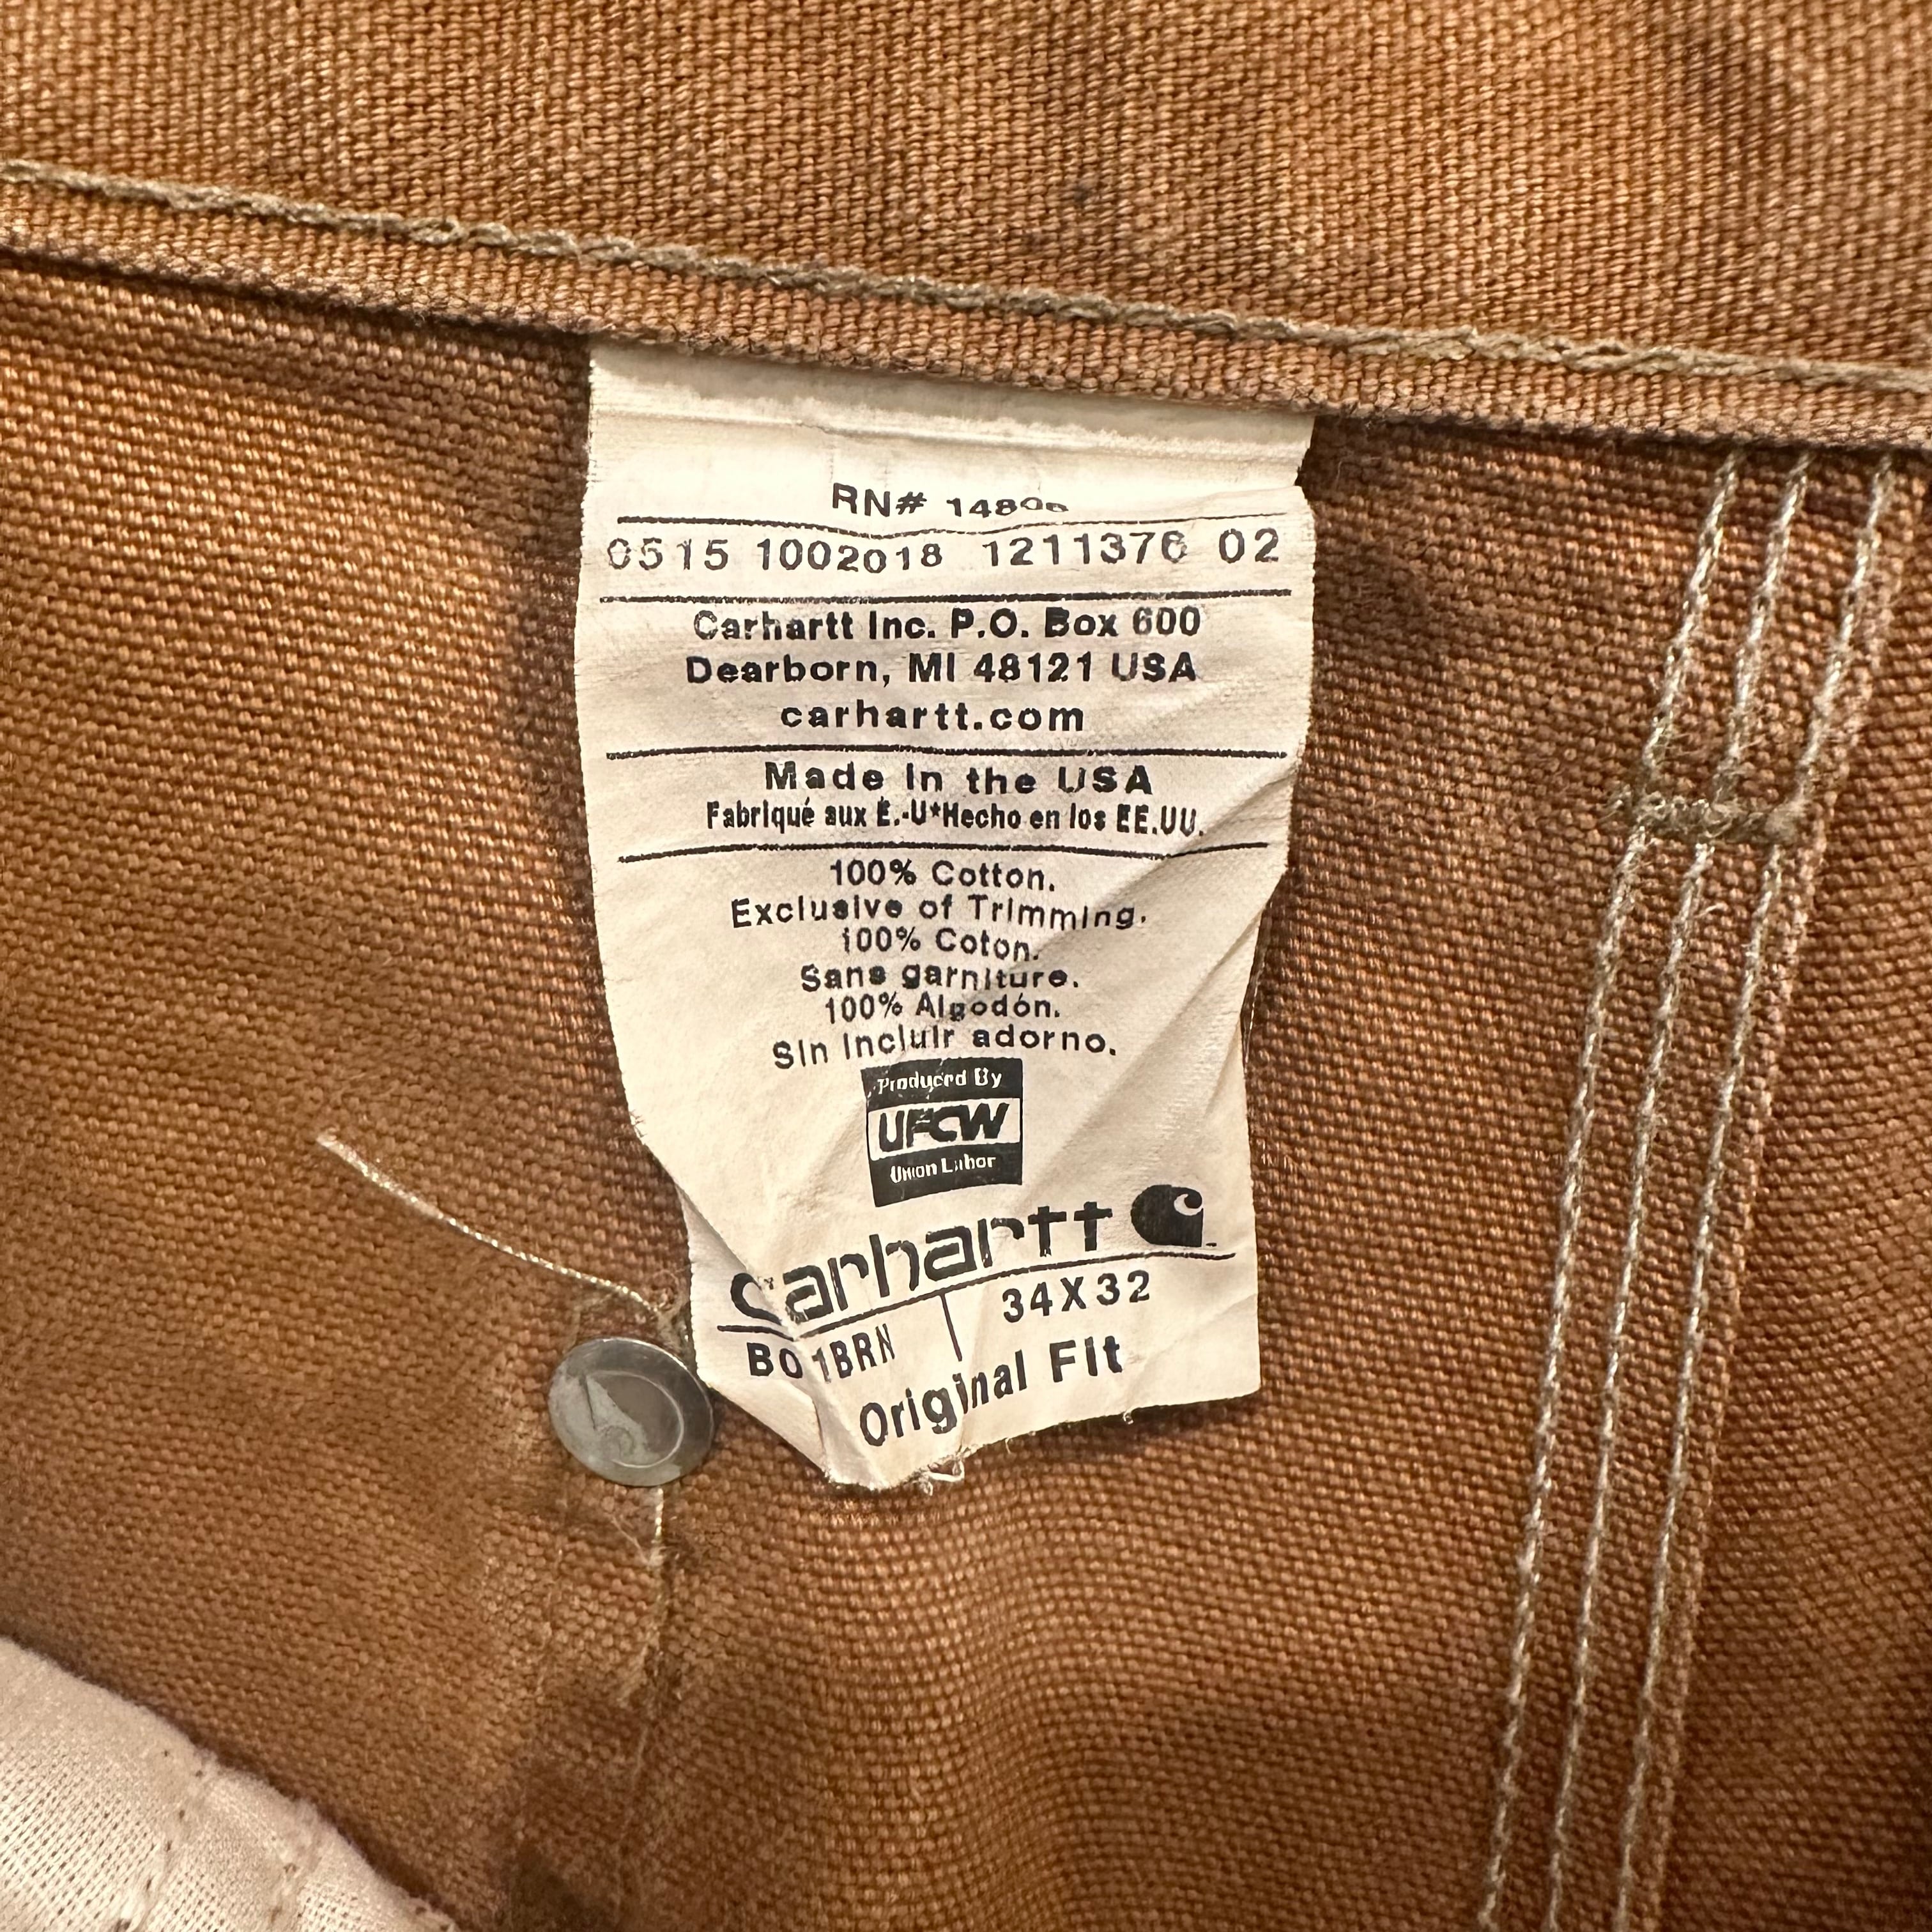 RN# 14806
0515 1002018 1211376 02
Carhartt Inc. P.O. Box 600
Dearborn, MI 48121 USA
carhartt.com
Made in the USA
Fabriqué aux É.-U*Hecho en los EE.UU.
100% Cotton.
Exclusive of Trimming.
100% Coton.
Sans garniture.
100% Algodón.
Sin incluir adorno.
Produced By
UFCW
Union Labor
carhartt
B01BRN | 34X32
Original Fit